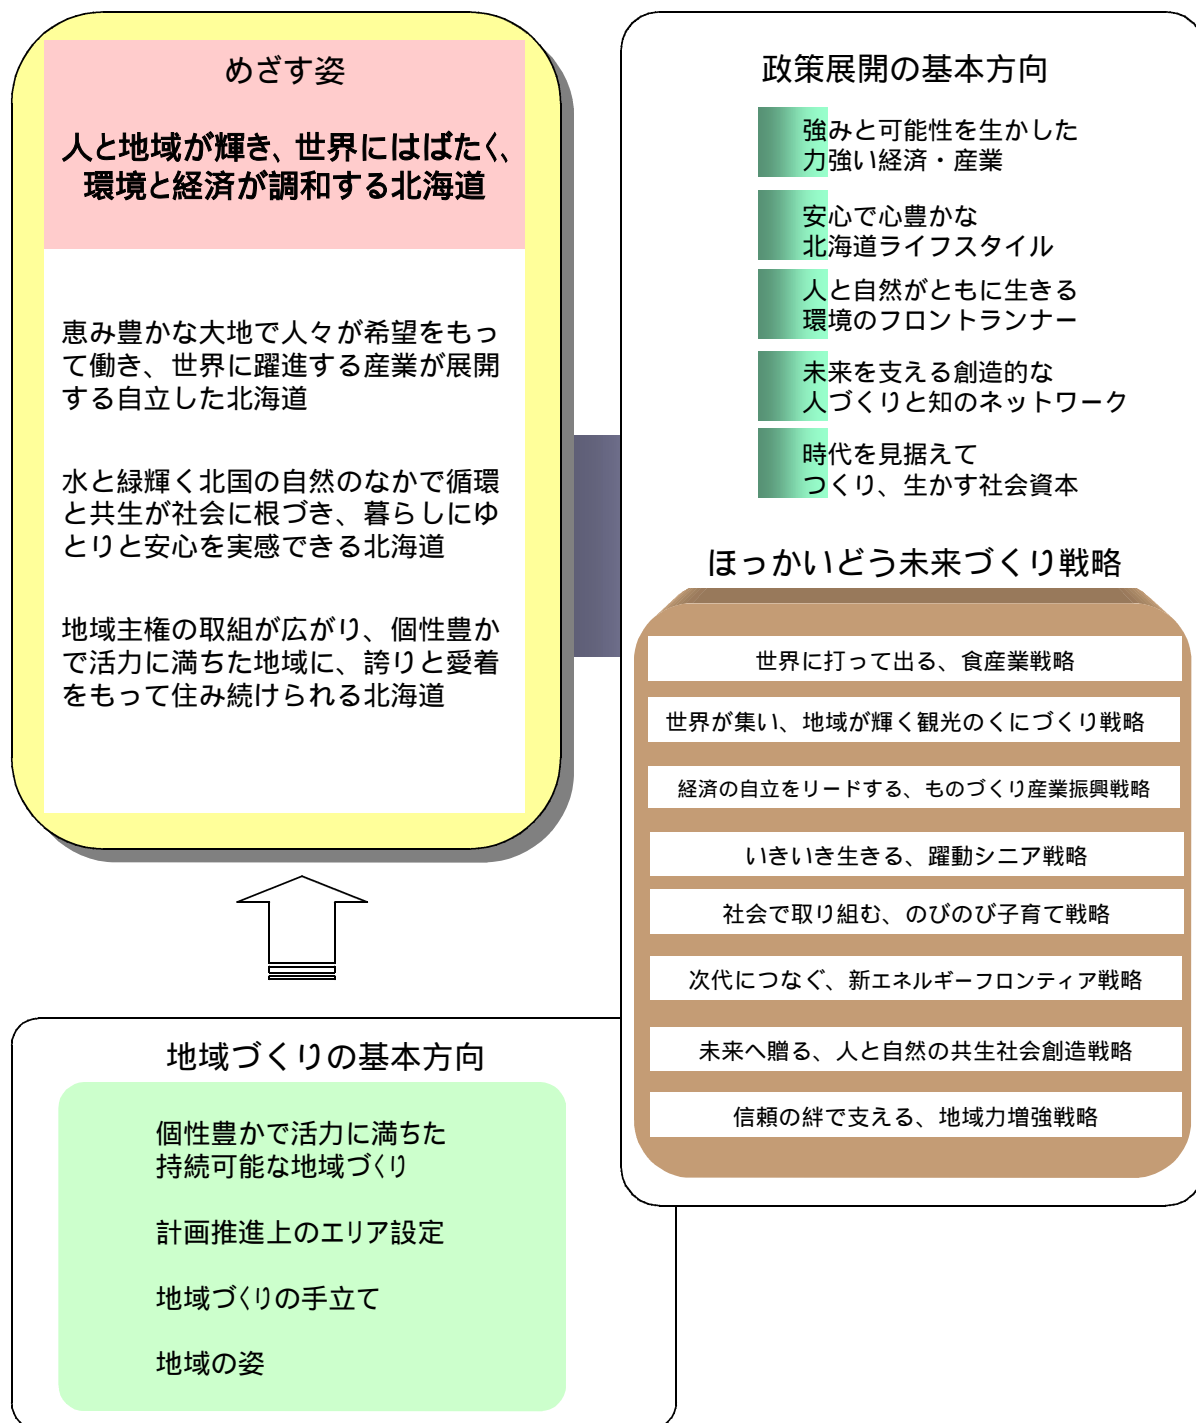 めざす姿
人と地域が輝き、世界にはばたく、
環境と経済が調和する北海道
恵み豊かな大地で人々が希望をもっ
て働き、世界に躍進する産業が展開
する自立した北海道
水と緑輝く北国の自然のなかで循環
と共生が社会に根づき、暮らしにゆ
とりと安心を実感できる北海道
地域主権の取組が広がり、個性豊か
で活力に満ちた地域に、誇りと愛着
をもって住み続けられる北海道
政策展開の基本方向
強みと可能性を生かした
力強い経済・産業
安心で心豊かな
北海道ライフスタイル
人と自然がともに生きる
環境のフロントランナー
未来を支える創造的な
人づくりと知のネットワーク
時代を見据えて
つくり、生かす社会資本
ほっかいどう未来づくり戦略
世界に打って出る、食産業戦略
世界が集い、地域が輝く観光のくにづくり戦略
経済の自立をリードする、ものづくり産業振興戦略
いきいき生きる、躍動シニア戦略
社会で取り組む、のびのび子育て戦略
次代につなぐ、新エネルギーフロンティア戦略
未来へ贈る、人と自然の共生社会創造戦略
信頼の絆で支える、地域力増強戦略
地域づくりの基本方向
個性豊かで活力に満ちた
持続可能な地域づくり
計画推進上のエリア設定
地域づくりの手立て
地域の姿